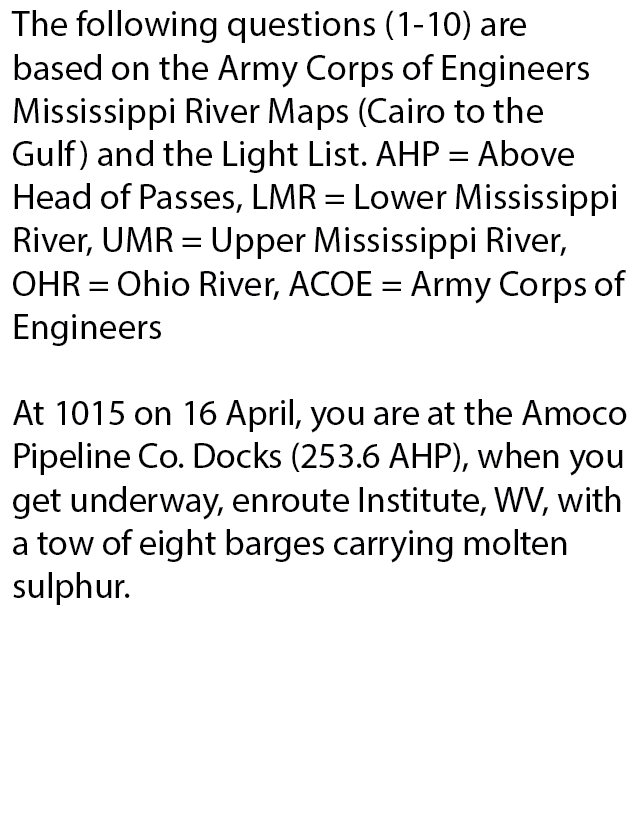 The following questions (1-10) are
based on the Army Corps of Engineers
Mississippi River Maps (Cairo to the
Gulf) and the Light List. AHP = Above
Head of Passes, LMR = Lower Mississippi
River, UMR = Upper Mississippi River,
OHR = Ohio River, ACOE = Army Corps of
Engineers
At 1015 on 16 April, you are at the Amoco
Pipeline Co. Docks (253.6 AHP), when you
get underway, enroute Institute, WV, with
a tow of eight barges carrying molten
sulphur.